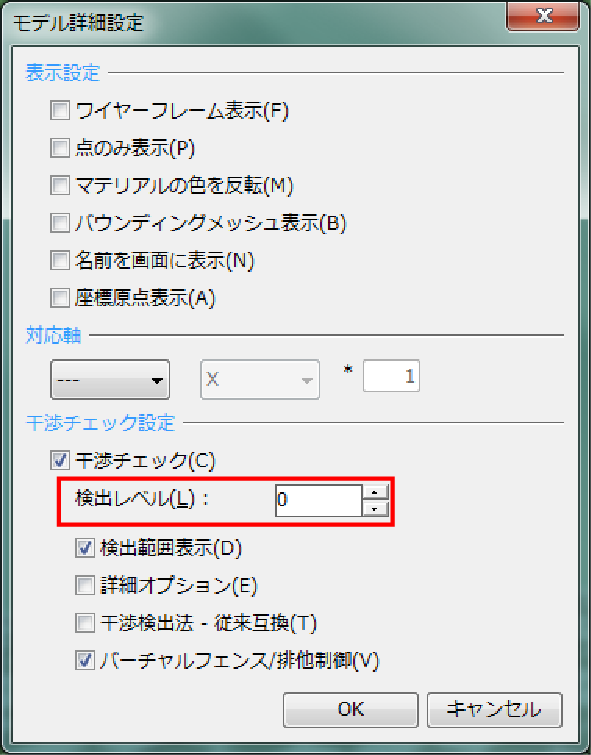 モデル詳細設定
表示設定
ワイヤーフレーム表示(F)
点のみ表示(P)
マテリアルの色を反転(M)
バウンディングメッシュ表示(B)
名前を画面に表示(N)
座標原点表示(A)
対応軸
--- X * 1
干渉チェック設定
干渉チェック(C)
検出レベル(L)： 0
検出範囲表示(D)
詳細オプション(E)
干渉検出法 - 従来互換(T)
バーチャルフェンス/排他制御(V)
OK キャンセル